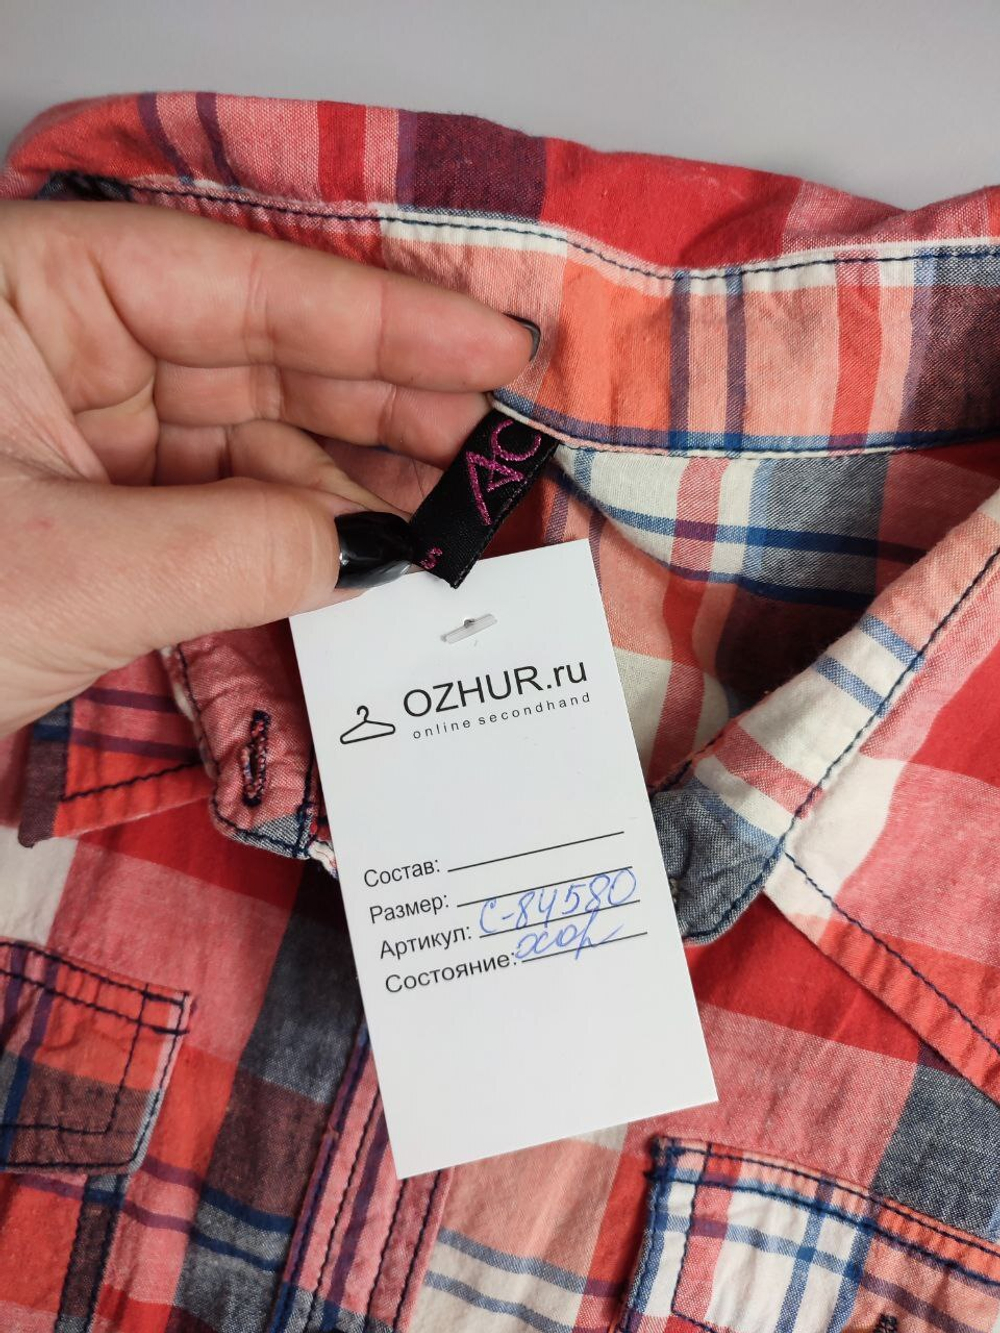 OZHUR.ru
online secondhand
Состав:
Размер:
Артикул: С-84580
Состояние: хор